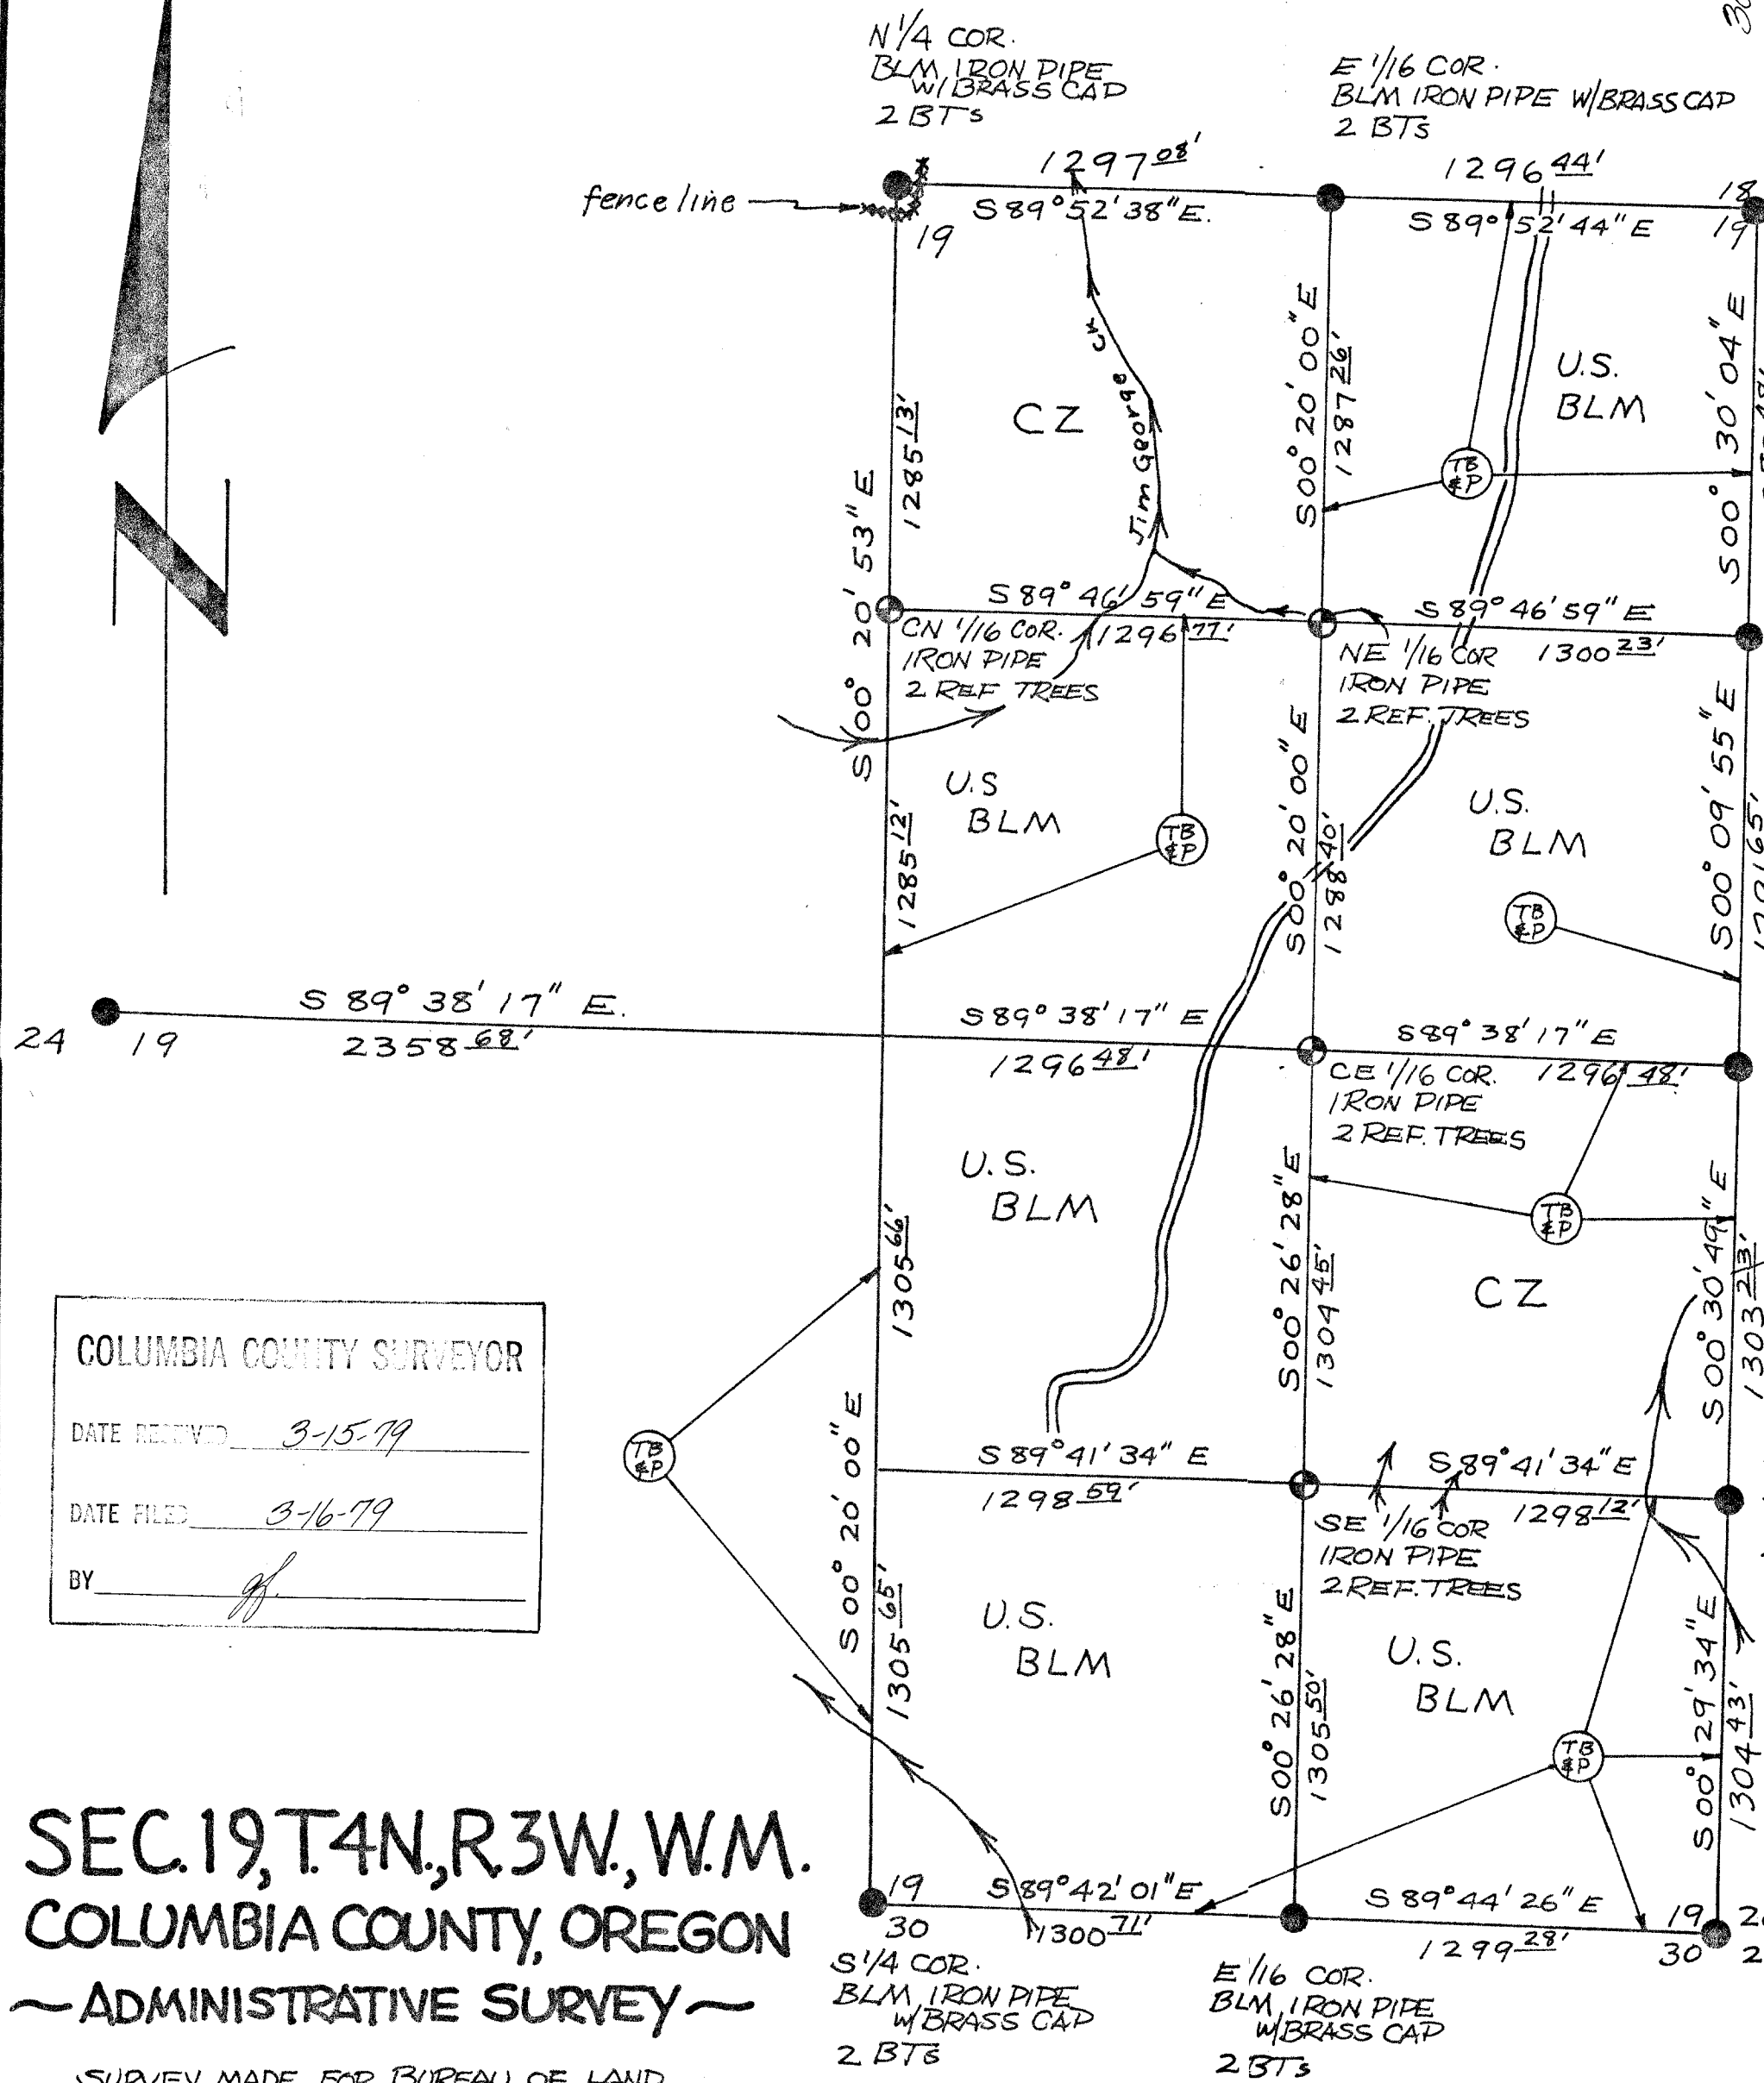 N 1/4 COR.
BLM IRON PIPE
W/BRASS CAP
2 BTs
E 1/16 COR.
BLM IRON PIPE W/BRASS CAP
2 BTs
1297 08'
1296 44'
fence line
S 89° 52' 38" E.
S 89° 52' 44" E
18
19
19
N
CZ
Jim George Cr
U.S.
BLM
TB
&P
S 00° 20' 53" E
1285 13'
S 00° 20' 00" E
1287 26'
S 00° 30' 04" E
S 89° 46' 59" E
1296 77'
S 89° 46' 59" E
1300 23'
CN 1/16 COR.
IRON PIPE
2 REF TREES
NE 1/16 COR
IRON PIPE
2 REF. TREES
U.S
BLM
TB
&P
U.S.
BLM
TB
&P
1285 12'
S 00° 20' 00" E
1288 40'
S 00° 09' 55" E
S 89° 38' 17" E.
2358 68'
24
19
S 89° 38' 17" E
1296 48'
S 89° 38' 17" E
1296 48'
CE 1/16 COR.
IRON PIPE
2 REF. TREES
U.S.
BLM
TB
&P
CZ
1305 66'
S 00° 26' 28" E
1304 45'
S 00° 30' 49" E
1303 23'
COLUMBIA COUNTY SURVEYOR
DATE RECEIVED 3-15-79
DATE FILED 3-16-79
BY
TB
&P
S 00° 20' 00" E
S 89° 41' 34" E
1298 59'
S 89° 41' 34" E
1298 12'
SE 1/16 COR
IRON PIPE
2 REF. TREES
U.S.
BLM
U.S.
BLM
TB
&P
1305 65'
S 00° 26' 28" E
1305 50'
S 00° 29' 34" E
1304 43'
19
30
S 89° 42' 01" E
1300 71'
S 89° 44' 26" E
1299 28'
19
30
S 1/4 COR.
BLM IRON PIPE
W/BRASS CAP
2 BTs
E 1/16 COR.
BLM IRON PIPE
W/BRASS CAP
2 BTs
SEC. 19, T. 4N., R. 3W., W.M.
COLUMBIA COUNTY, OREGON
~ADMINISTRATIVE SURVEY~
SURVEY MADE FOR BUREAU OF LAND